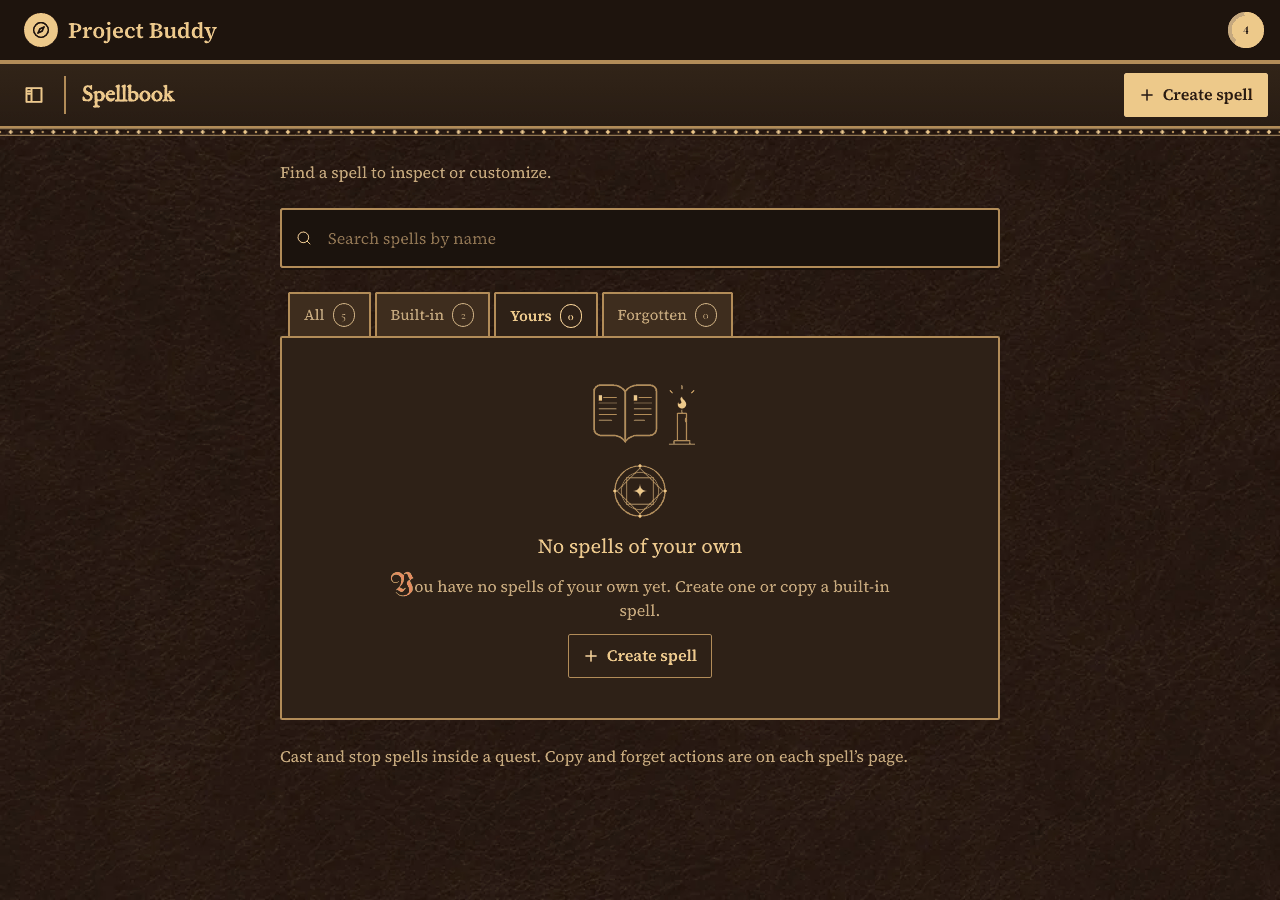 Project Buddy
4
Spellbook
Create spell
Find a spell to inspect or customize.
Search spells by name
All 5
Built-in 2
Yours 0
Forgotten 0
No spells of your own
You have no spells of your own yet. Create one or copy a built-in
spell.
Create spell
Cast and stop spells inside a quest. Copy and forget actions are on each spell’s page.